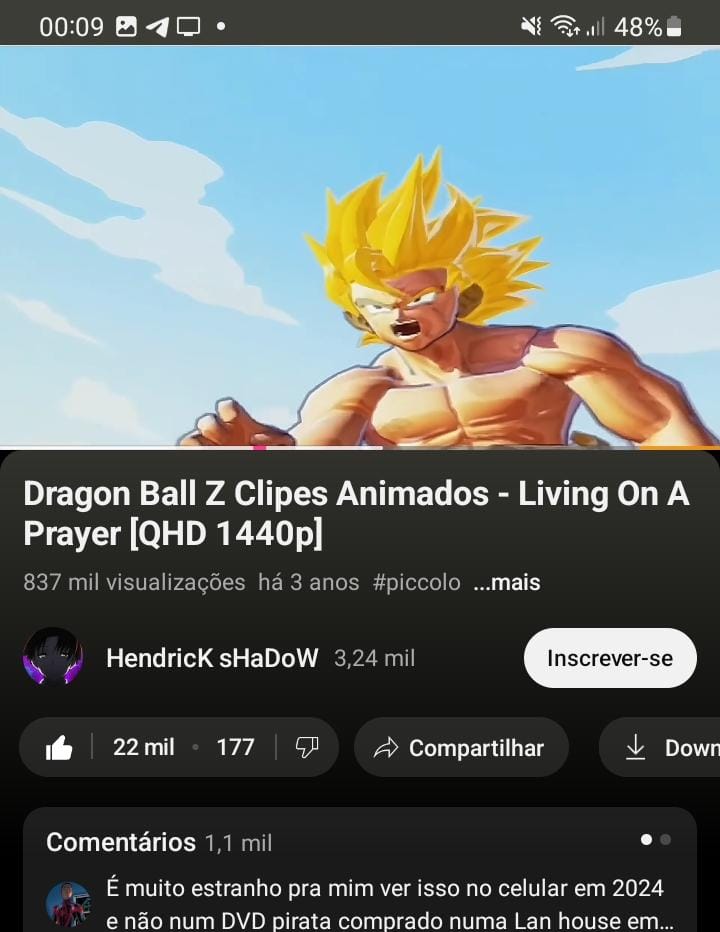 00:09 48%
Dragon Ball Z Clipes Animados - Living On A
Prayer [QHD 1440p]
837 mil visualizações há 3 anos #piccolo ...mais
HendricK sHaDoW 3,24 mil Inscrever-se
22 mil • 177 Compartilhar Down
Comentários 1,1 mil
É muito estranho pra mim ver isso no celular em 2024
e não num DVD pirata comprado numa Lan house em...